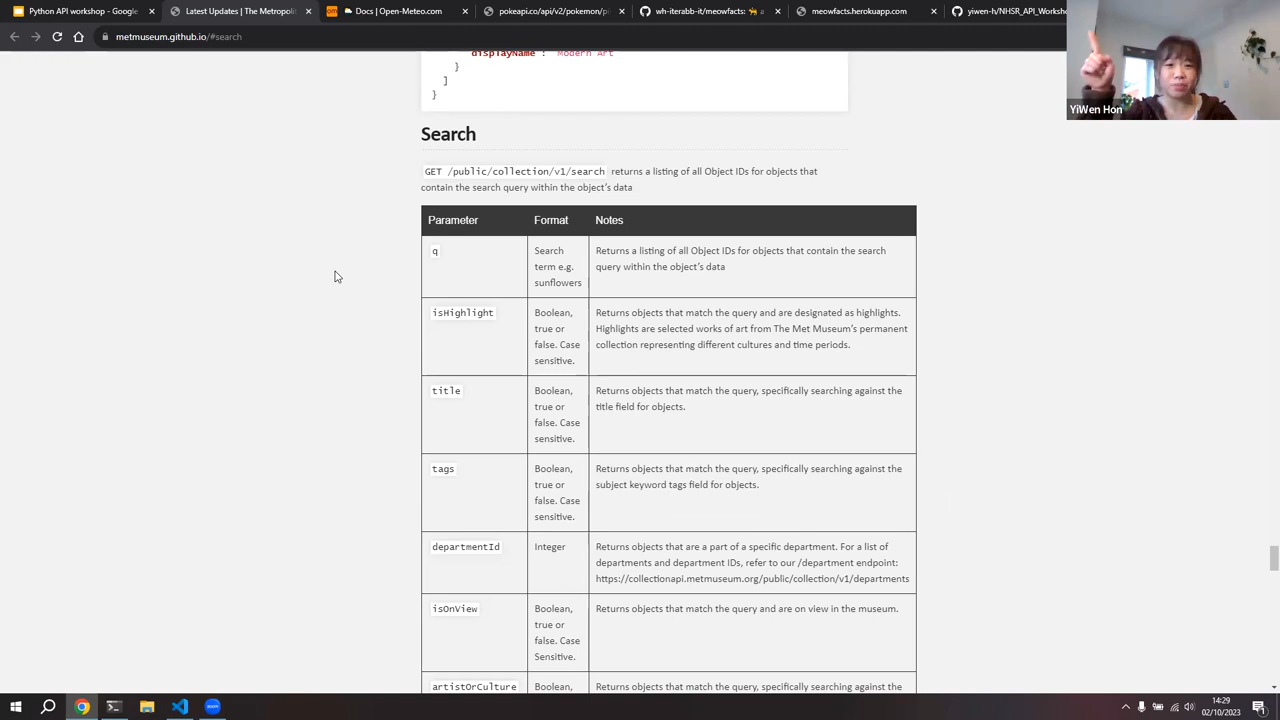 Python API workshop - Google
Latest Updates | The Metropolit
Docs | Open-Meteo.com
pokeapi.co/api/v2/pokemon/p
wh-iterabb-it/meowfacts:
meowfacts.herokuapp.com
yiwen-h/NHSR_API_Worksho
metmuseum.github.io/#search
YiWen Hon
"displayName": "Modern Art"
}
]
}
Search
GET /public/collection/v1/search returns a listing of all Object IDs for objects that
contain the search query within the object's data
Parameter Format Notes
q
Search
term e.g.
sunflowers
Returns a listing of all Object IDs for objects that contain the search
query within the object's data
isHighlight
Boolean,
true or
false. Case
sensitive.
Returns objects that match the query and are designated as highlights.
Highlights are selected works of art from The Met Museum's permanent
collection representing different cultures and time periods.
title
Boolean,
true or
false. Case
sensitive.
Returns objects that match the query, specifically searching against the
title field for objects.
tags
Boolean,
true or
false. Case
sensitive.
Returns objects that match the query, specifically searching against the
subject keyword tags field for objects.
departmentId
Integer
Returns objects that are a part of a specific department. For a list of
departments and department IDs, refer to our /department endpoint:
https://collectionapi.metmuseum.org/public/collection/v1/departments
isOnView
Boolean,
true or
false. Case
Sensitive.
Returns objects that match the query and are on view in the museum.
artistOrCulture
Boolean,
Returns objects that match the query, specifically searching against the
14:29
02/10/2023